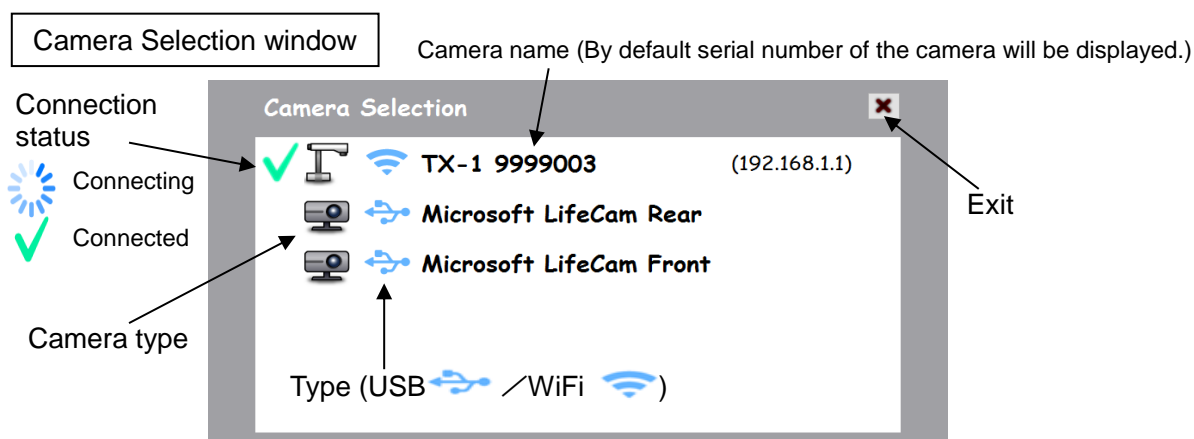 Camera Selection window
Camera name (By default serial number of the camera will be displayed.)
Connection
status
Connecting
Connected
Camera type
Camera Selection
TX-1 9999003 (192.168.1.1)
Microsoft LifeCam Rear
Microsoft LifeCam Front
Type (USB ／WiFi )
Exit